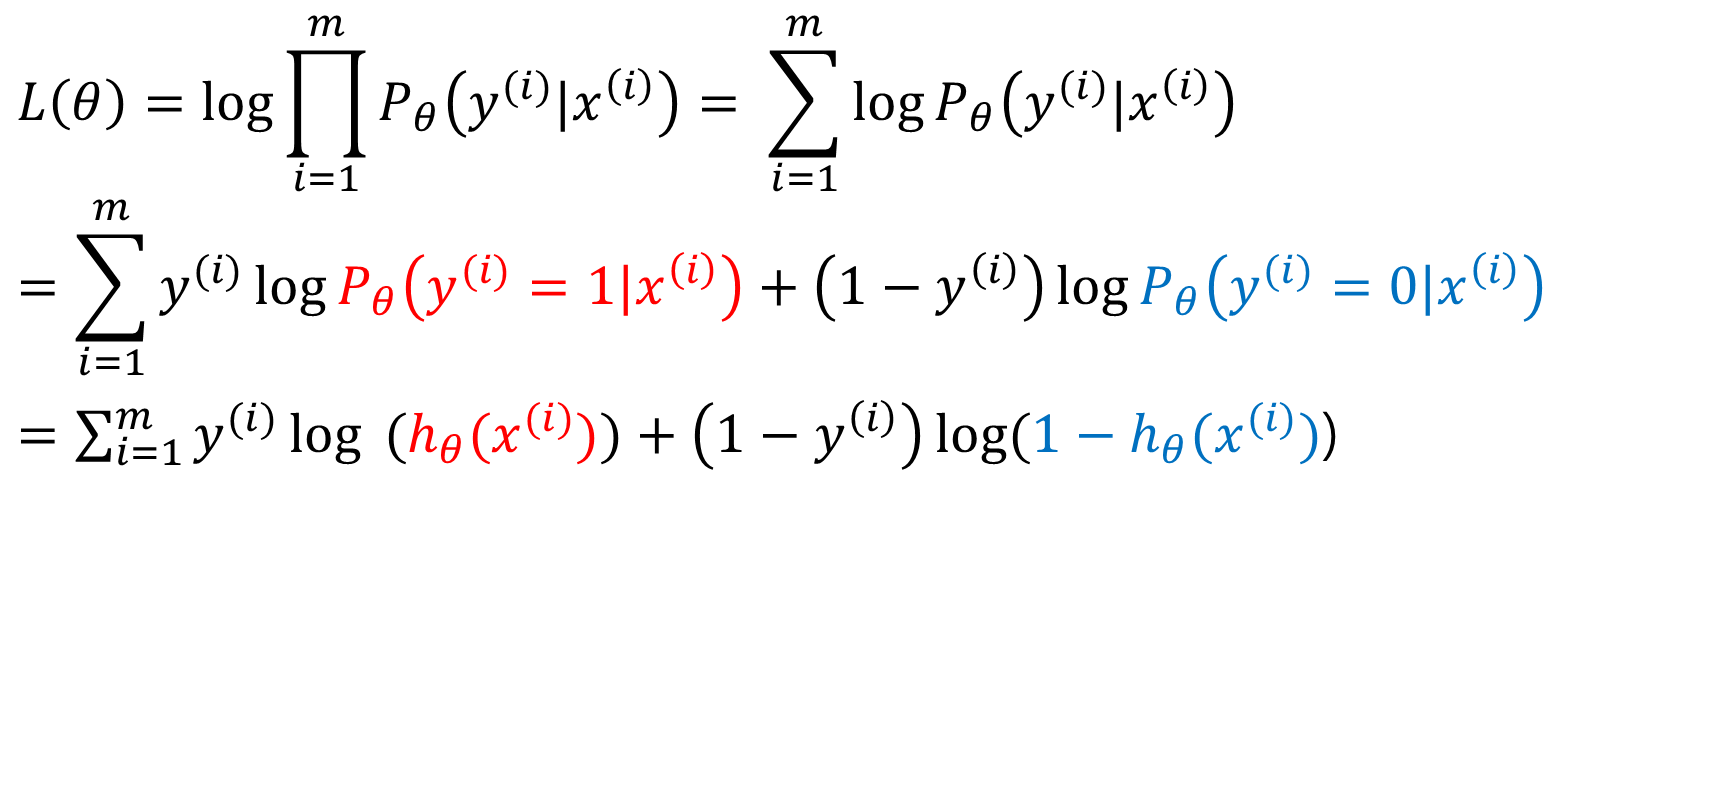 L(θ) = log ∏_{i=1}^{m} P_θ(y^{(i)}|x^{(i)}) = ∑_{i=1}^{m} log P_θ(y^{(i)}|x^{(i)})
= ∑_{i=1}^{m} y^{(i)} log P_θ(y^{(i)} = 1|x^{(i)}) + (1 − y^{(i)}) log P_θ(y^{(i)} = 0|x^{(i)})
= ∑_{i=1}^{m} y^{(i)} log (h_θ(x^{(i)})) + (1 − y^{(i)}) log(1 − h_θ(x^{(i)}))